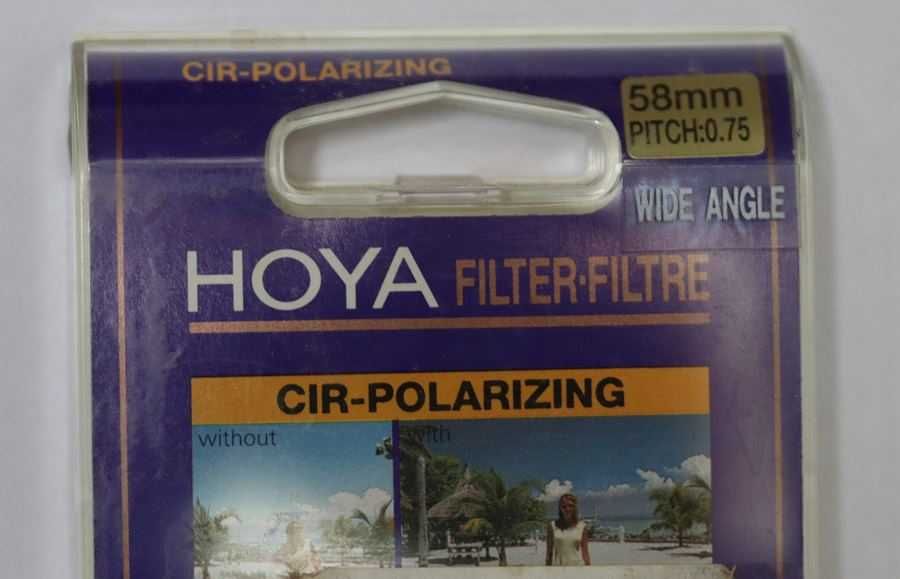 CIR-POLARIZING
58mm
PITCH:0.75
WIDE ANGLE
HOYA FILTER·FILTRE
CIR-POLARIZING
without with